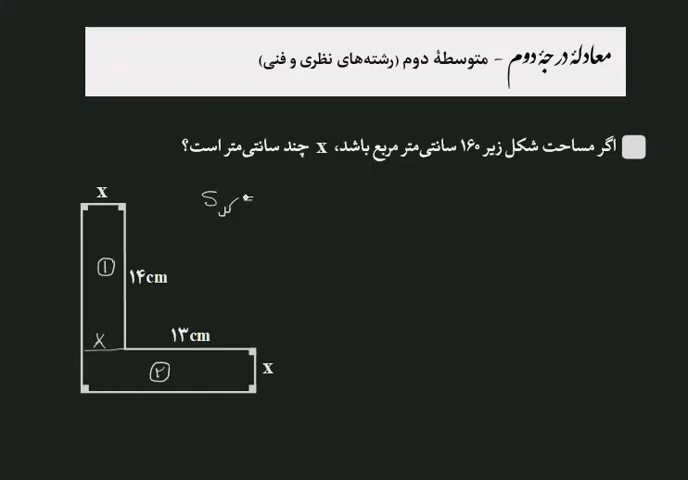 معادلهٔ درجهٔ دوم - متوسطهٔ دوم (رشته‌های نظری و فنی)
اگر مساحت شکل زیر ۱۶۰ سانتی‌متر مربع باشد، x چند سانتی‌متر است؟
x
S کل =
۱
۱۴cm
۱۳cm
x
۲
x